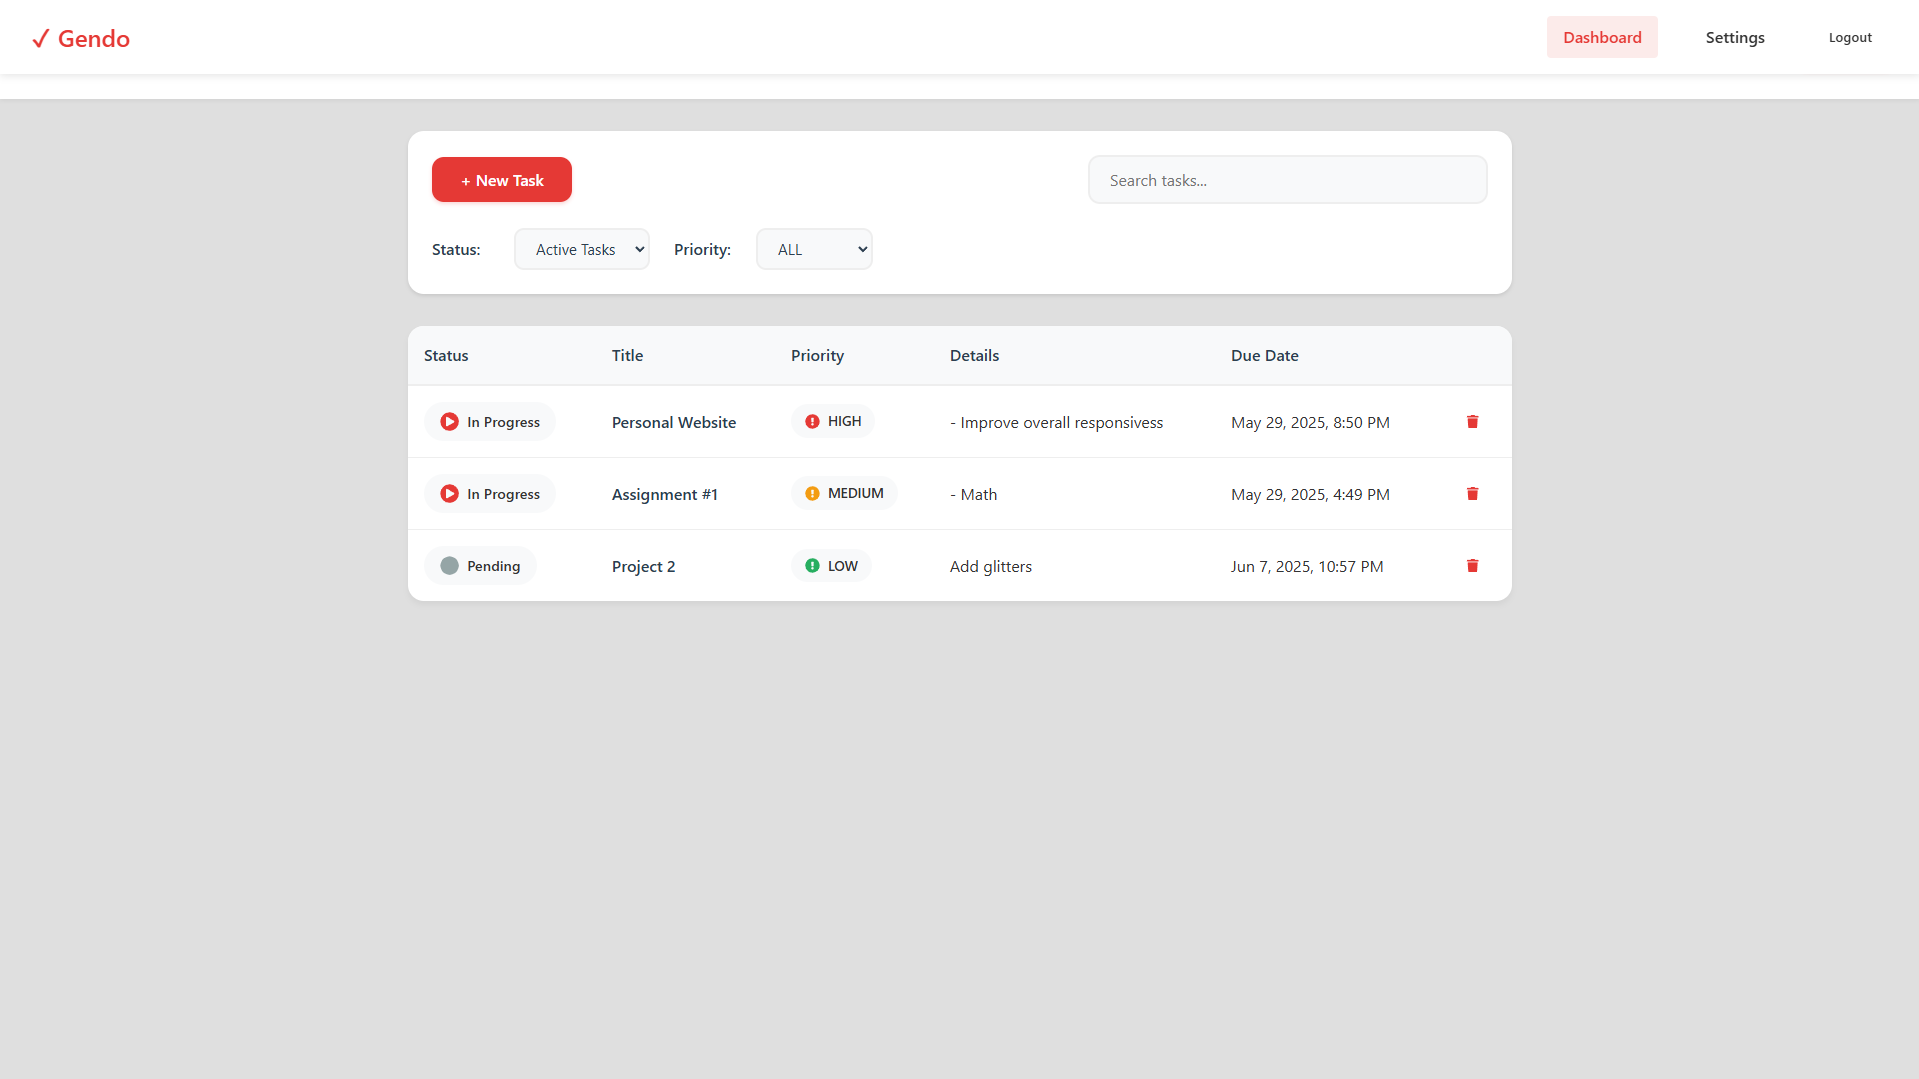 ✓ Gendo
Dashboard
Settings
Logout
+ New Task
Search tasks...
Status: Active Tasks Priority: ALL
Status Title Priority Details Due Date
In Progress Personal Website HIGH - Improve overall responsivess May 29, 2025, 8:50 PM
In Progress Assignment #1 MEDIUM - Math May 29, 2025, 4:49 PM
Pending Project 2 LOW Add glitters Jun 7, 2025, 10:57 PM